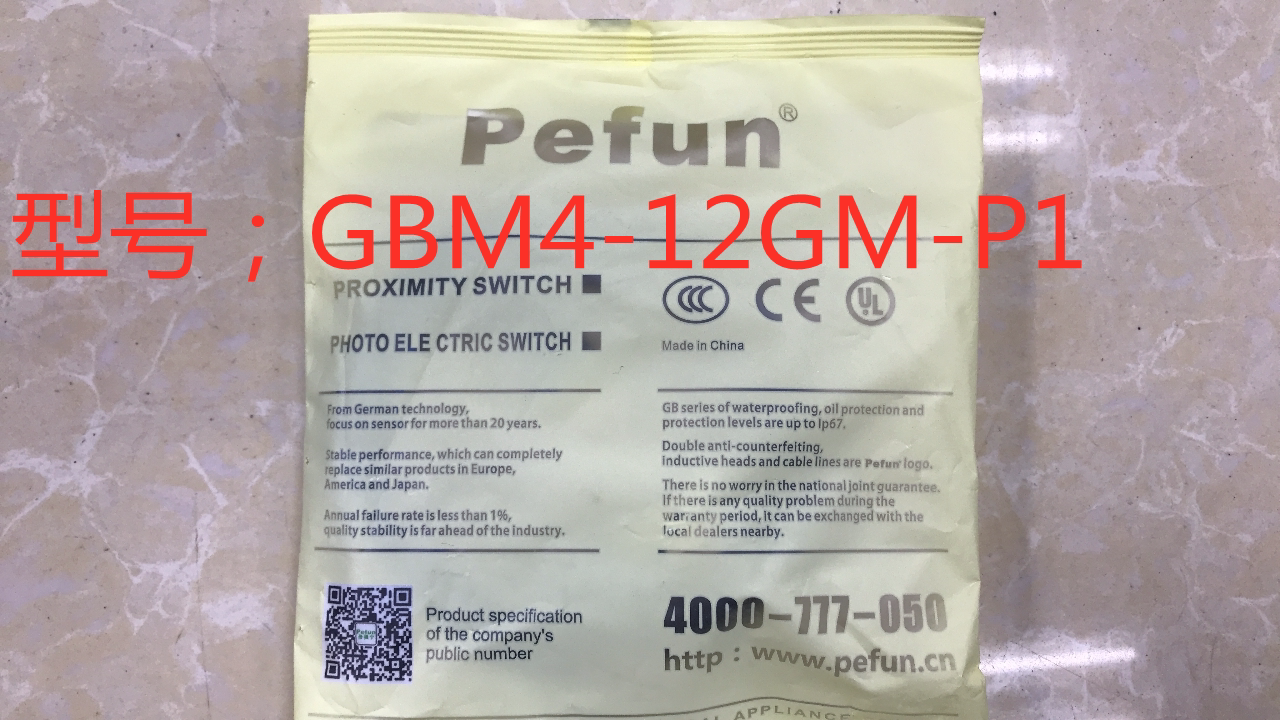 Pefun®
型号；GBM4-12GM-P1
PROXIMITY SWITCH
PHOTO ELE CTRIC SWITCH
CCC CE UL
Made in China
From German technology,
focus on sensor for more than 20 years.
Stable performance, which can completely
replace similar products in Europe,
America and Japan.
Annual failure rate is less than 1%,
quality stability is far ahead of the industry.
GB series of waterproofing, oil protection and
protection levels are up to Ip67.
Double anti-counterfeiting,
inductive heads and cable lines are Pefun logo.
There is no worry in the national joint guarantee.
If there is any quality problem during the
warranty period, it can be exchanged with the
local dealers nearby.
Pefun
Product specification
of the company's
public number
4000-777-050
http：www.pefun.cn
APPLIANCE